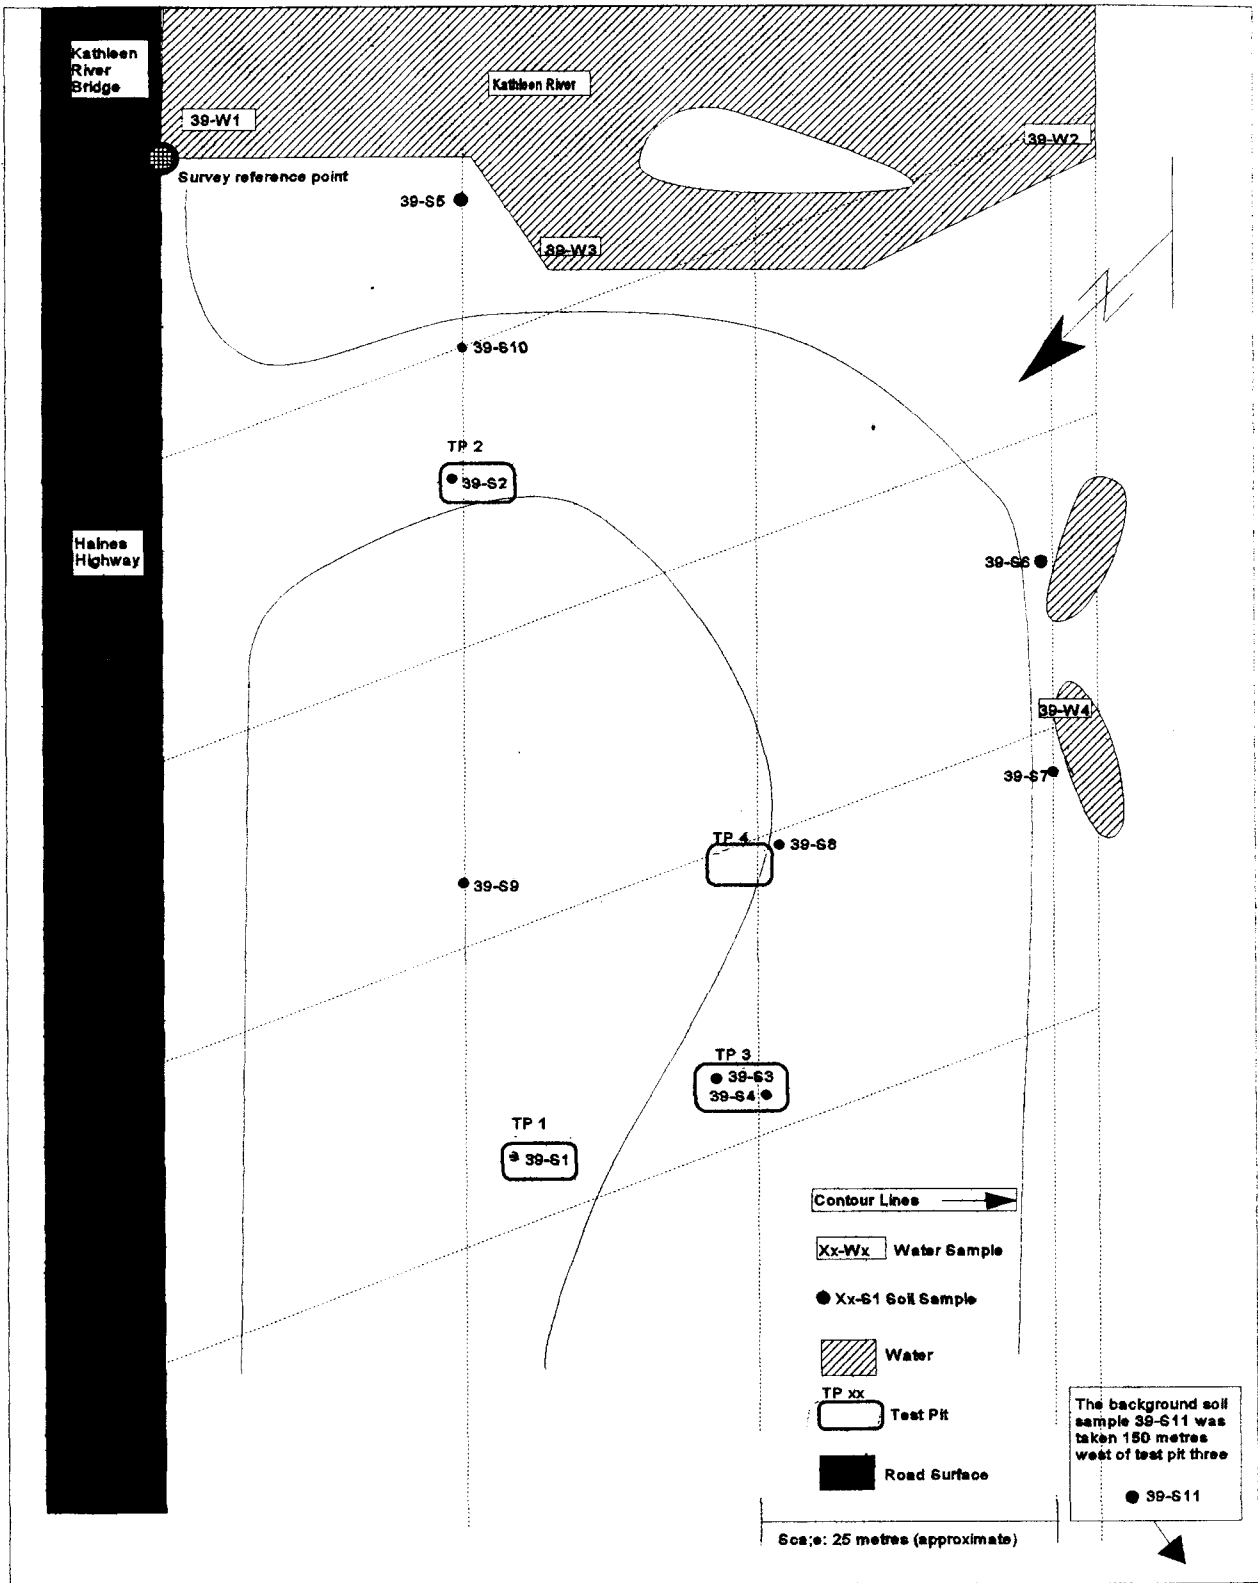 Kathleen
River
Bridge
Kathleen River
39-W1
39-W2
Survey reference point
39-S5
39-W3
N
39-S10
TP 2
39-S2
Haines
Highway
39-S6
39-W4
39-S7
TP 4
39-S8
39-S9
TP 3
39-S3
39-S4
TP 1
39-S1
Contour Lines
Xx-Wx Water Sample
Xx-S1 Soil Sample
Water
TP xx
Test Pit
Road Surface
The background soil
sample 39-S11 was
taken 150 metres
west of test pit three
39-S11
Sca;e: 25 metres (approximate)